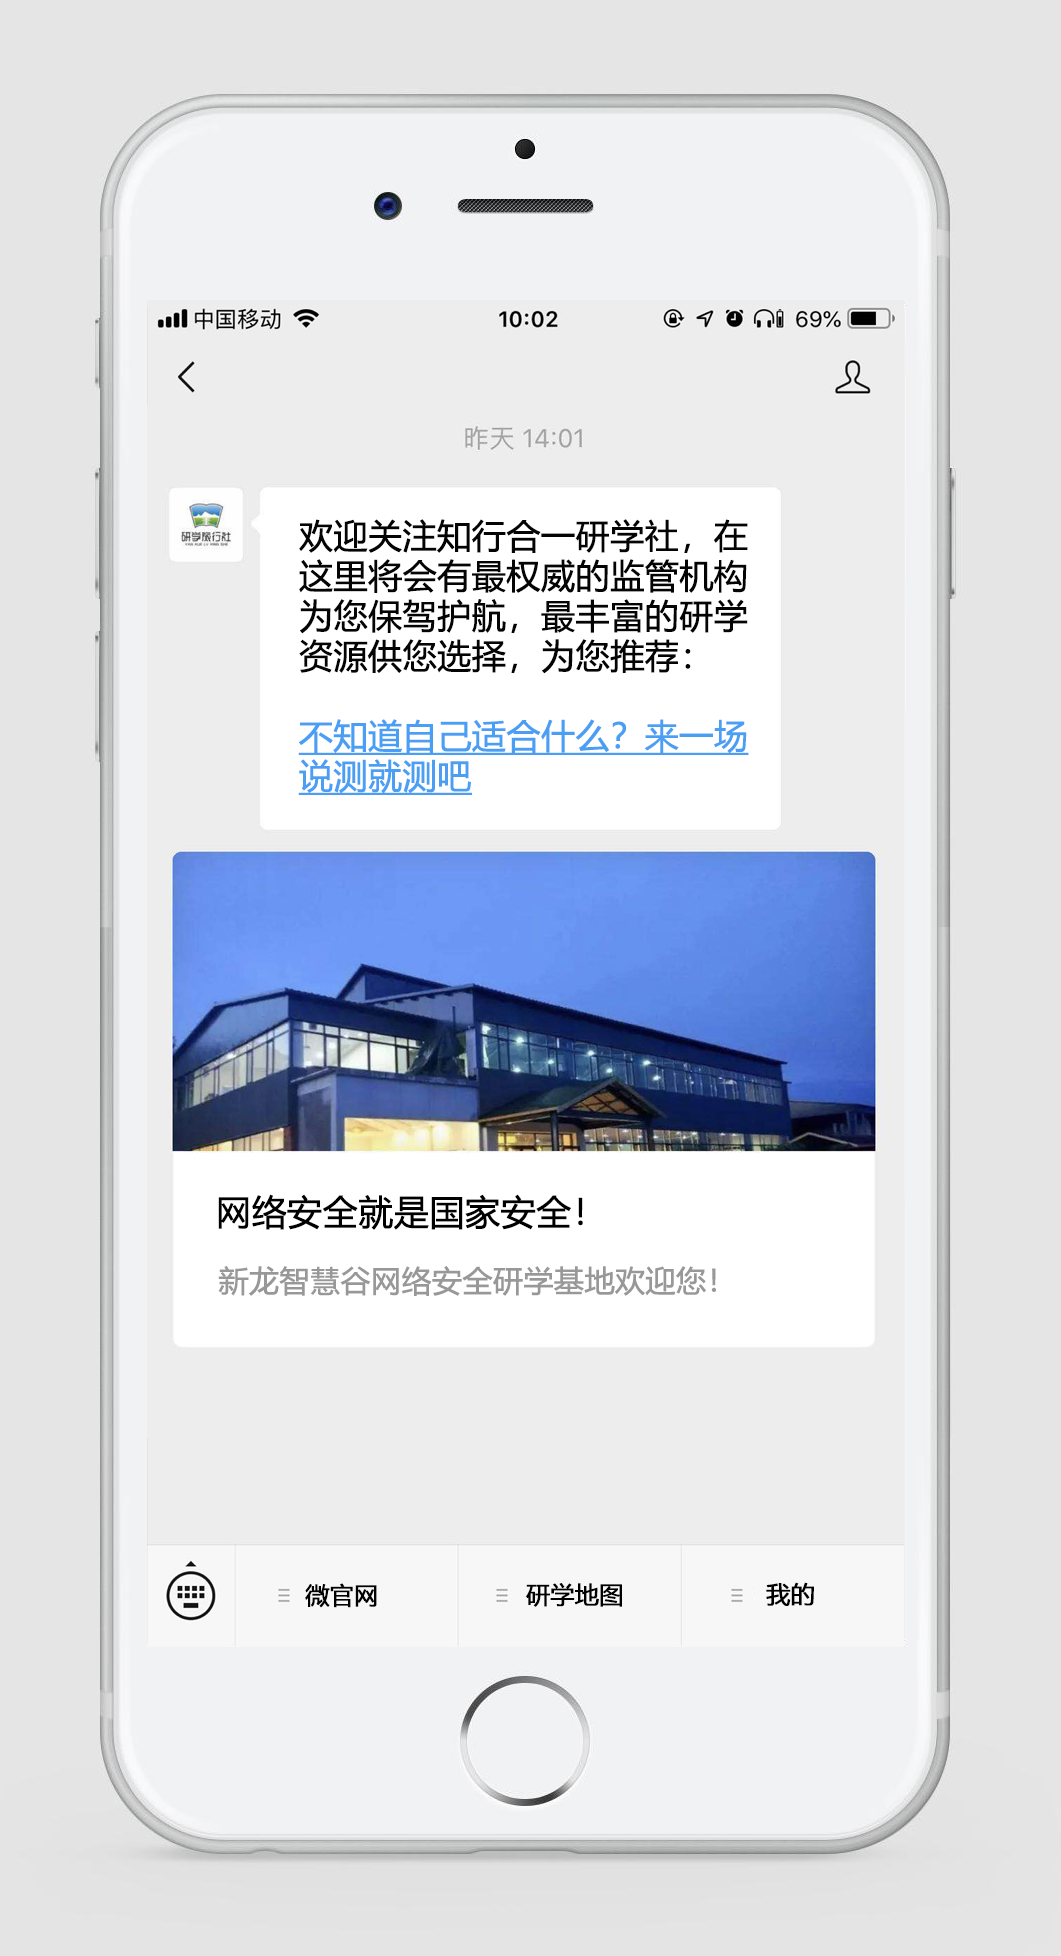 中国移动
10:02
69%
昨天 14:01
研学旅行社
欢迎关注知行合一研学社，在
这里将会有最权威的监管机构
为您保驾护航，最丰富的研学
资源供您选择，为您推荐：
不知道自己适合什么？来一场
说测就测吧
网络安全就是国家安全！
新龙智慧谷网络安全研学基地欢迎您！
微官网
研学地图
我的